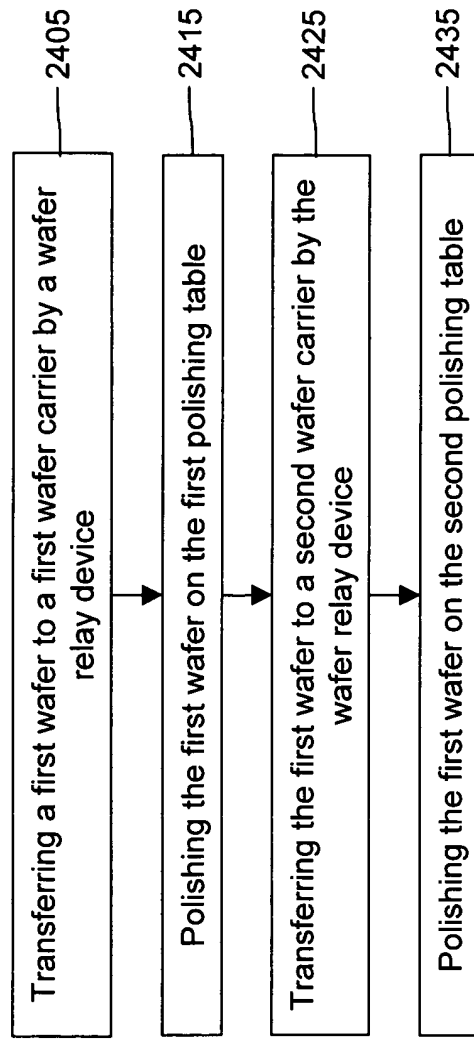 Transferring a first wafer to a first wafer carrier by a wafer
relay device
2405
Polishing the first wafer on the first polishing table
2415
Transferring the first wafer to a second wafer carrier by the
wafer relay device
2425
Polishing the first wafer on the second polishing table
2435